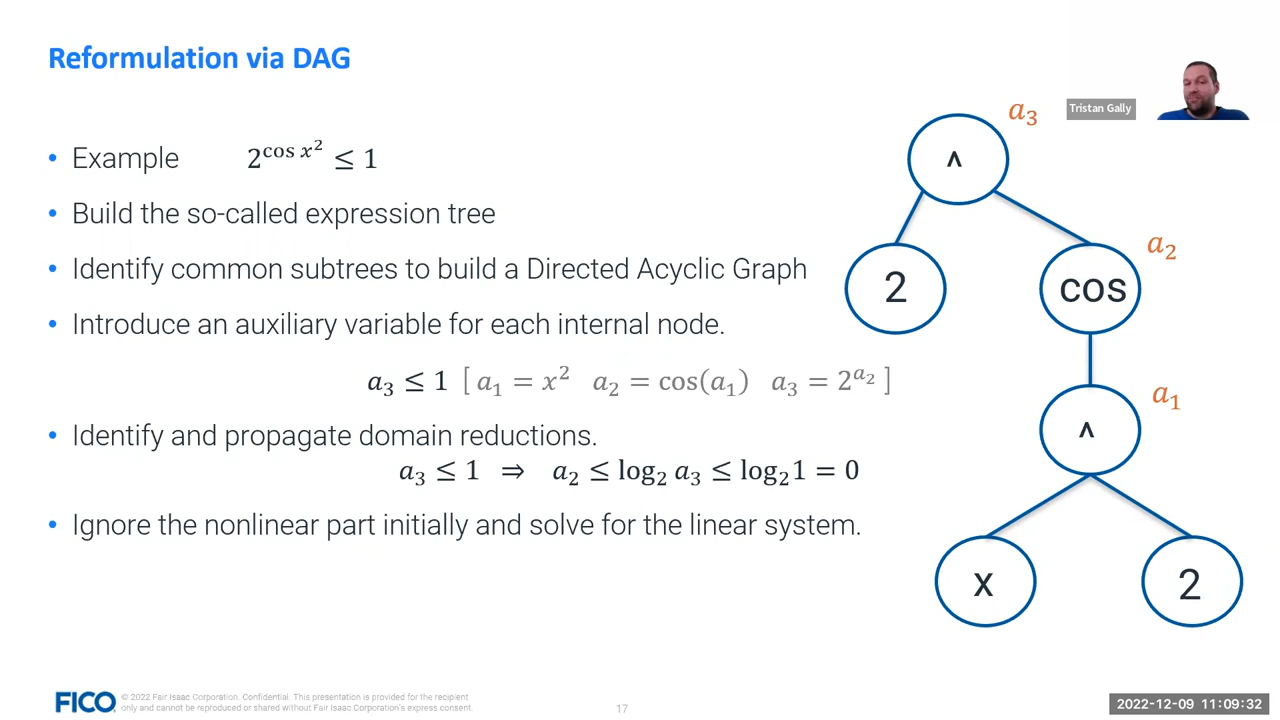 Reformulation via DAG
Tristan Gally
• Example 2^{cos x^2} ≤ 1
• Build the so-called expression tree
• Identify common subtrees to build a Directed Acyclic Graph
• Introduce an auxiliary variable for each internal node.
a₃ ≤ 1 [ a₁ = x² a₂ = cos(a₁) a₃ = 2^{a₂} ]
• Identify and propagate domain reductions.
a₃ ≤ 1 ⇒ a₂ ≤ log₂ a₃ ≤ log₂ 1 = 0
• Ignore the nonlinear part initially and solve for the linear system.
a₃
^
a₂
2
cos
a₁
^
x
2
FICO
© 2022 Fair Isaac Corporation. Confidential. This presentation is provided for the recipient
only and cannot be reproduced or shared without Fair Isaac Corporation's express consent.
17
2022-12-09 11:09:32